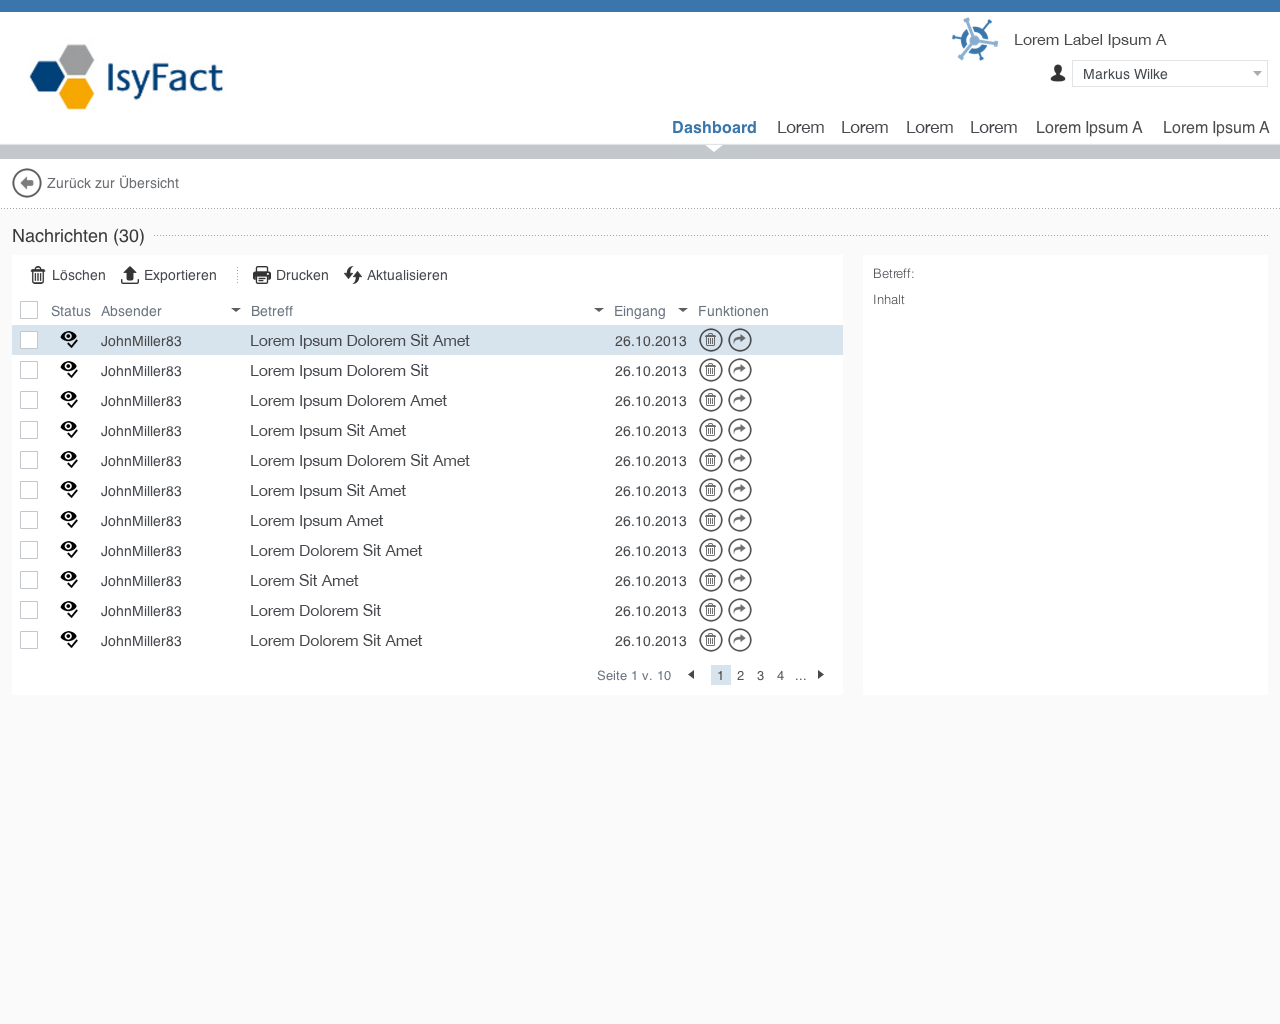 Lorem Label Ipsum A
IsyFact
Markus Wilke
Dashboard Lorem Lorem Lorem Lorem Lorem Ipsum A Lorem Ipsum A
Zurück zur Übersicht
Nachrichten (30)
Löschen Exportieren Drucken Aktualisieren
Status Absender Betreff Eingang Funktionen
JohnMiller83 Lorem Ipsum Dolorem Sit Amet 26.10.2013
JohnMiller83 Lorem Ipsum Dolorem Sit 26.10.2013
JohnMiller83 Lorem Ipsum Dolorem Amet 26.10.2013
JohnMiller83 Lorem Ipsum Sit Amet 26.10.2013
JohnMiller83 Lorem Ipsum Dolorem Sit Amet 26.10.2013
JohnMiller83 Lorem Ipsum Sit Amet 26.10.2013
JohnMiller83 Lorem Ipsum Amet 26.10.2013
JohnMiller83 Lorem Dolorem Sit Amet 26.10.2013
JohnMiller83 Lorem Sit Amet 26.10.2013
JohnMiller83 Lorem Dolorem Sit 26.10.2013
JohnMiller83 Lorem Dolorem Sit Amet 26.10.2013
Seite 1 v. 10 1 2 3 4 ...
Betreff:
Inhalt